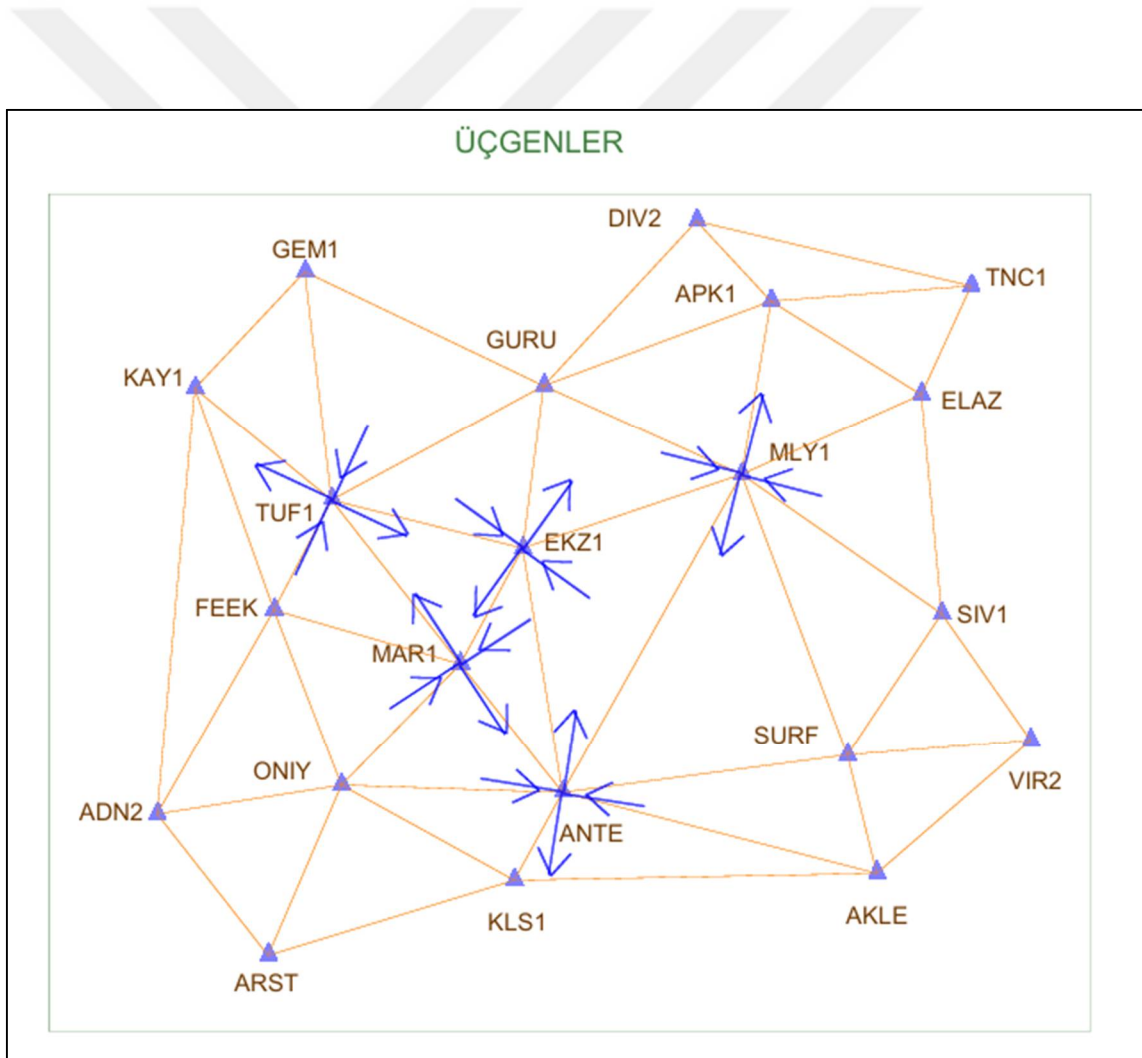 ÜÇGENLER
DIV2
GEM1
TNC1
APK1
GURU
KAY1
ELAZ
MLY1
TUF1
EKZ1
FEEK
SIV1
MAR1
SURF
ONIY
VIR2
ADN2
ANTE
AKLE
KLS1
ARST